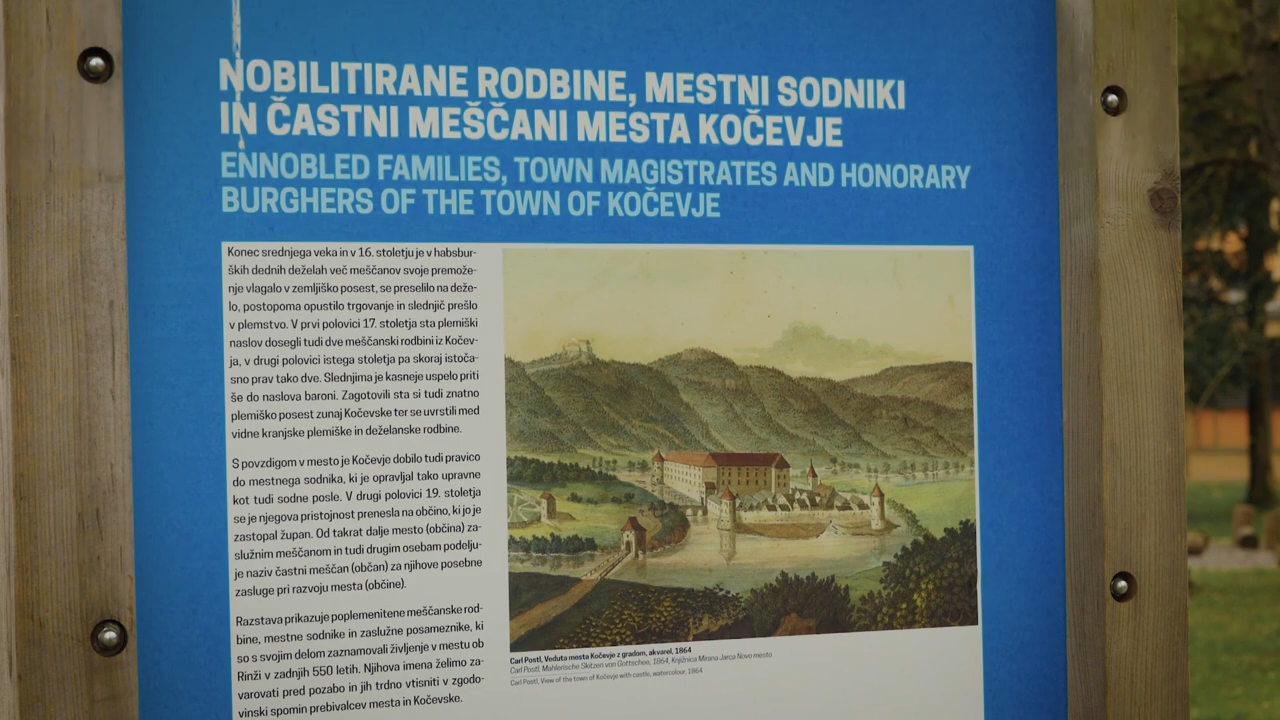 NOBILITIRANE RODBINE, MESTNI SODNIKI
IN ČASTNI MEŠČANI MESTA KOČEVJE
ENNOBLED FAMILIES, TOWN MAGISTRATES AND HONORARY
BURGHERS OF THE TOWN OF KOČEVJE
Konec srednjega veka in v 16. stoletju je v habsbur-
ških dednih deželah več meščanov svoje premože-
nje vlagalo v zemljiško posest, se preselilo na deže-
lo, postopoma opustilo trgovanje in slednjič prešlo
v plemstvo. V prvi polovici 17. stoletja sta plemiški
naslov dosegli tudi dve meščanski rodbini iz Kočev-
ja, v drugi polovici istega stoletja pa skoraj istoča-
sno prav tako dve. Slednjima je kasneje uspelo priti
še do naslova baroni. Zagotovili sta si tudi znatno
plemiško posest zunaj Kočevske ter se uvrstili med
vidne kranjske plemiške in deželanske rodbine.
S povzdigom v mesto je Kočevje dobilo tudi pravico
do mestnega sodnika, ki je opravljal tako upravne
kot tudi sodne posle. V drugi polovici 19. stoletja
se je njegova pristojnost prenesla na občino, ki jo je
zastopal župan. Od takrat dalje mesto (občina) za-
služnim meščanom in tudi drugim osebam podelju-
je naziv častni meščan (občan) za njihove posebne
zasluge pri razvoju mesta (občine).
Razstava prikazuje poplemenitene meščanske rod-
bine, mestne sodnike in zaslužne posameznike, ki
so s svojim delom zaznamovali življenje v mestu ob
Rinži v zadnjih 550 letih. Njihova imena želimo za-
varovati pred pozabo in jih trdno vtisniti v zgodo-
vinski spomin prebivalcev mesta in Kočevske.
Carl Postl, Veduta mesta Kočevje z gradom, akvarel, 1864
Carl Postl, Mahlerische Skitzen von Gottschee, 1864, Knjižnica Mirana Jarca Novo mesto
Carl Postl, View of the town of Kočevje with castle, watercolour, 1864